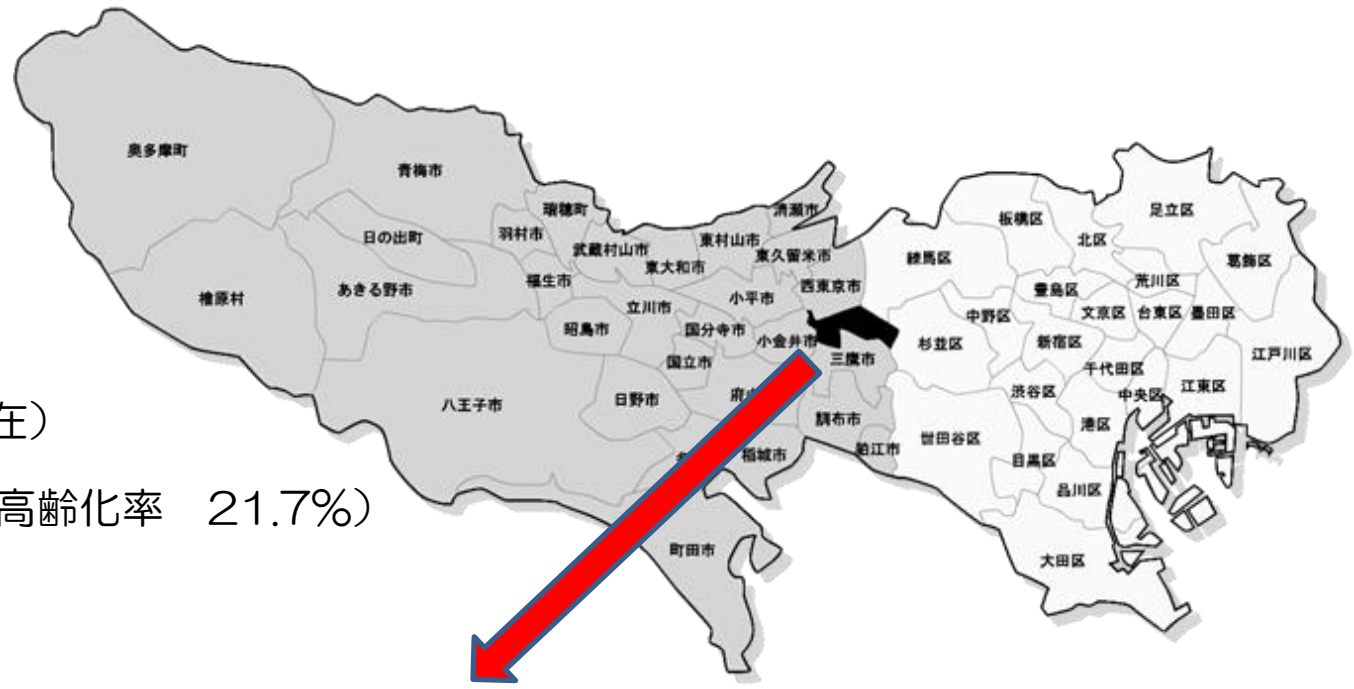 奥多摩町
青梅市
瑞穂町
羽村市
日の出町
武蔵村山市
東村山市
清瀬市
東久留米市
東大和市
西東京市
福生市
あきる野市
檜原村
立川市
小平市
昭島市
国分寺市
小金井市
国立市
三鷹市
八王子市
日野市
府
調布市
稲城市
狛江市
町田市
板橋区
足立区
北区
練馬区
葛飾区
荒川区
豊島区
中野区
文京区
台東区
墨田区
杉並区
新宿区
千代田区
江戸川区
渋谷区
中央区
江東区
港区
世田谷区
目黒区
品川区
大田区
在)
高齢化率 21.7%)